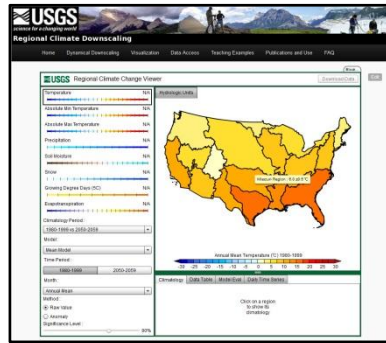 USGS
science for a changing world
Regional Climate Downscaling
Home Dynamical Downscaling Visualization Data Access Teaching Examples Publications and Use FAQ
USGS Regional Climate Change Viewer
Download Data
Temperature N/A
Absolute Min Temperature N/A
Absolute Max Temperature N/A
Precipitation N/A
Soil Moisture N/A
Snow N/A
Growing Degree Days (5C) N/A
Evapotranspiration N/A
Climatology Period:
1980-1999 vs 2050-2059
Model:
Mean Model
Time Period:
1980-1999 2050-2059
Month:
Annual Mean
Method:
Raw Value
Anomaly
Significance Level:
90%
Hydrologic Units
Annual Mean Temperature (°C) 1980-1999
Climatology Data Table Model Eval Daily Time Series
Click on a region
to show its
climatology